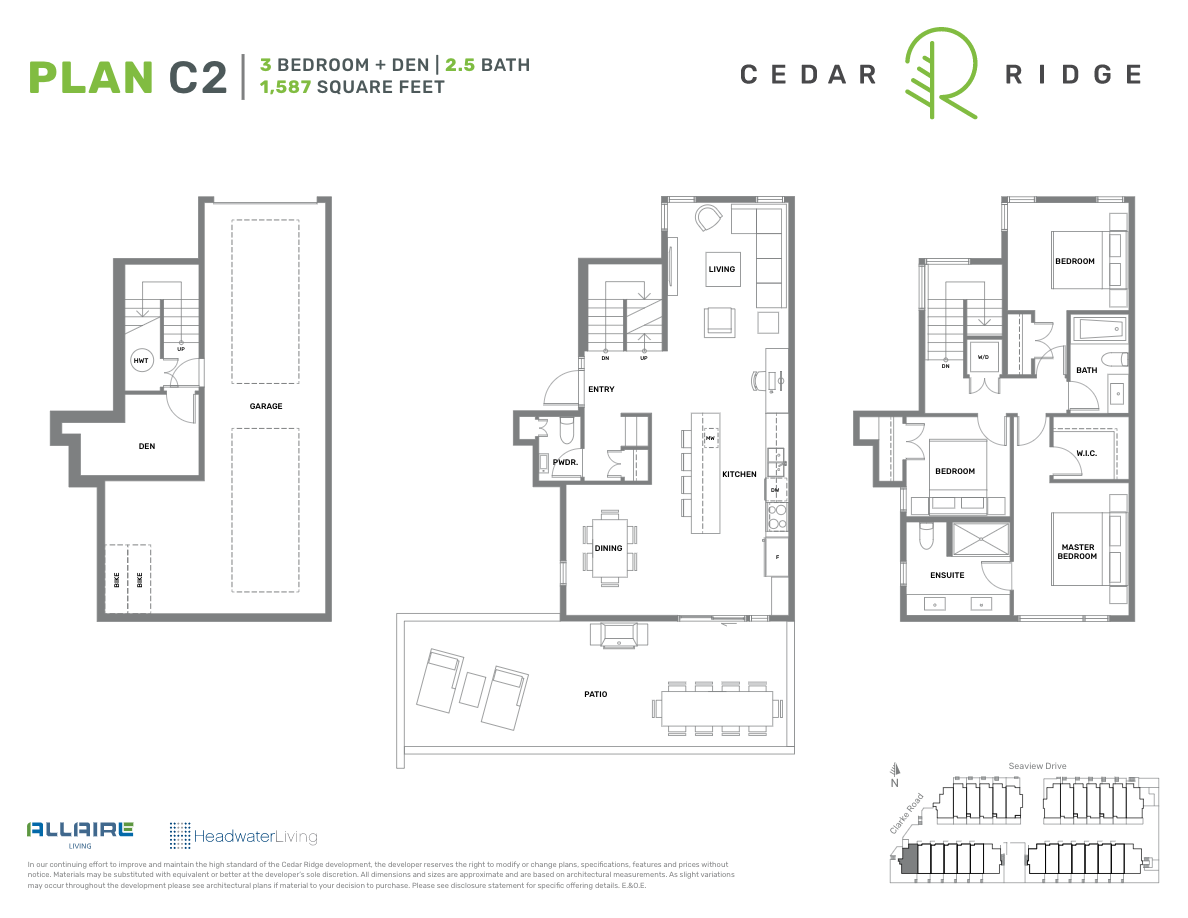 PLAN C2
3 BEDROOM + DEN | 2.5 BATH
1,587 SQUARE FEET
CEDAR RIDGE
HWT
UP
DEN
GARAGE
BIKE
BIKE
LIVING
DN
UP
ENTRY
PWDR.
MW
KITCHEN
DW
DINING
F
PATIO
BEDROOM
W/D
DN
BATH
W.I.C.
BEDROOM
MASTER
BEDROOM
ENSUITE
Seaview Drive
N
Clarke Road
ALLAIRE
LIVING
HeadwaterLiving
In our continuing effort to improve and maintain the high standard of the Cedar Ridge development, the developer reserves the right to modify or change plans, specifications, features and prices without
notice. Materials may be substituted with equivalent or better at the developer's sole discretion. All dimensions and sizes are approximate and are based on architectural measurements. As slight variations
may occur throughout the development please see architectural plans if material to your decision to purchase. Please see disclosure statement for specific offering details. E.&O.E.